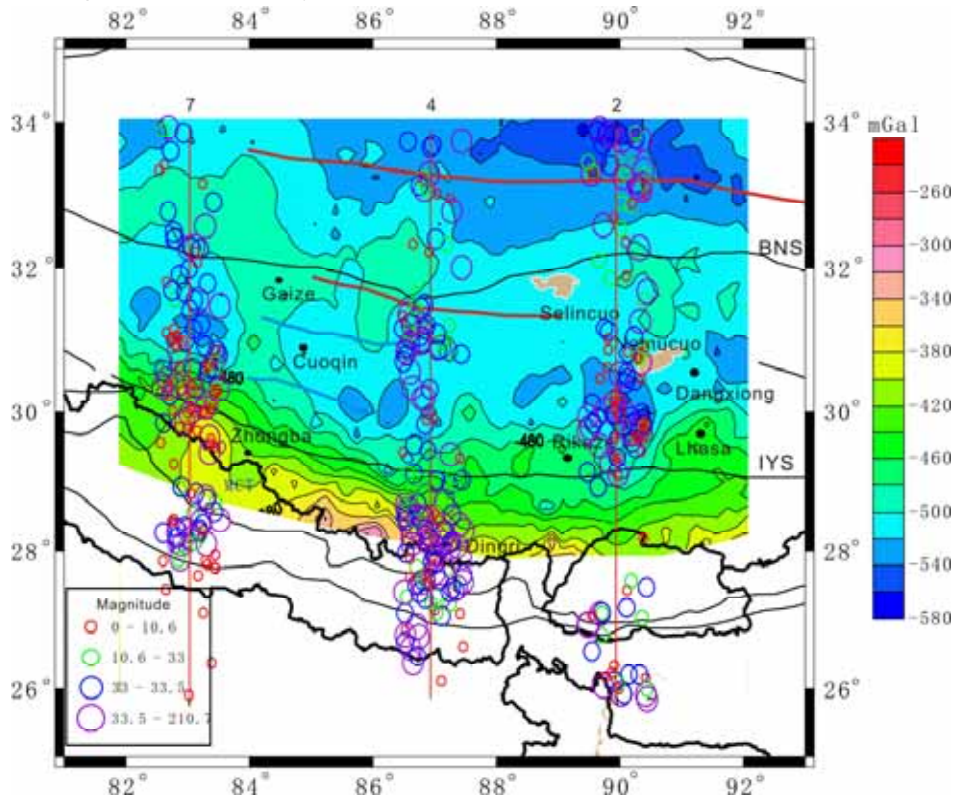 82° 84° 86° 88° 90° 92°
7 4 2
34° 34° mGal
-260
-300
BNS
32° 32°
Gaize
-340
Selincuo
-380
Cuoqin
Dangxiong
-480
-420
30° 30°
Zhongba
-480
Lhasa
-460
IYS
MCT
-500
28° 28°
Dingri
-540
Magnitude
0-10.6
-580
10.6-33
33-33.5
26° 26°
33.5-210.7
82° 84° 86° 88° 90° 92°